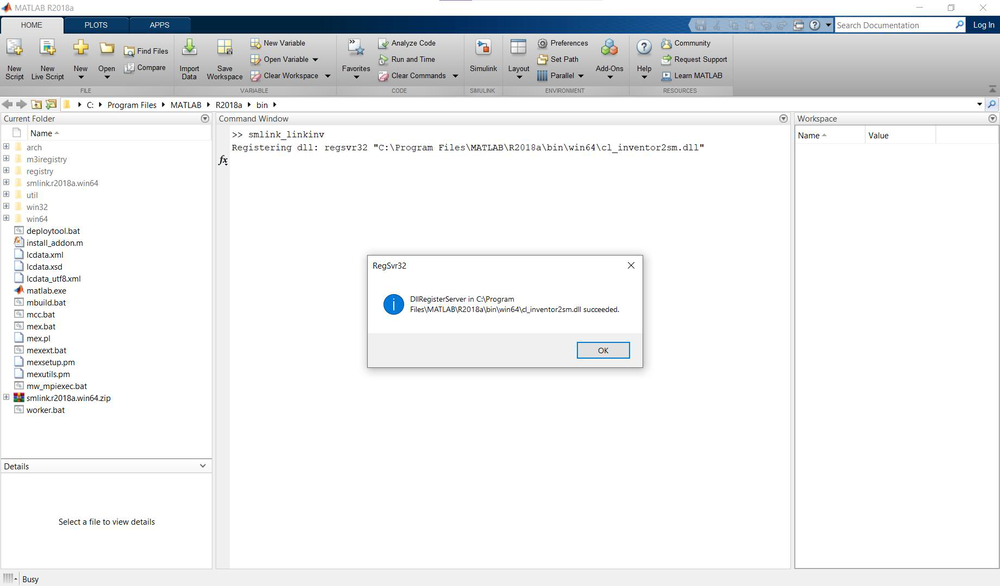 MATLAB R2018a
HOME PLOTS APPS
Search Documentation
Log In
New Script
New Live Script
New
Open
Find Files
Compare
FILE
Import Data
Save Workspace
New Variable
Open Variable
Clear Workspace
VARIABLE
Favorites
Analyze Code
Run and Time
Clear Commands
CODE
Simulink
SIMULINK
Layout
Preferences
Set Path
Parallel
Add-Ons
ENVIRONMENT
Help
Community
Request Support
Learn MATLAB
RESOURCES
C: Program Files MATLAB R2018a bin
Current Folder
Name
arch
m3iregistry
registry
smlink.r2018a.win64
util
win32
win64
deploytool.bat
install_addon.m
lcdata.xml
lcdata.xsd
lcdata_utf8.xml
matlab.exe
mbuild.bat
mcc.bat
mex.bat
mex.pl
mexext.bat
mexsetup.pm
mexutils.pm
mw_mpiexec.bat
smlink.r2018a.win64.zip
worker.bat
Details
Select a file to view details
Command Window
>> smlink_linkinv
Registering dll: regsvr32 "C:\Program Files\MATLAB\R2018a\bin\win64\cl_inventor2sm.dll"
fx
RegSvr32
DllRegisterServer in C:\Program
Files\MATLAB\R2018a\bin\win64\cl_inventor2sm.dll succeeded.
OK
Workspace
Name Value
Busy